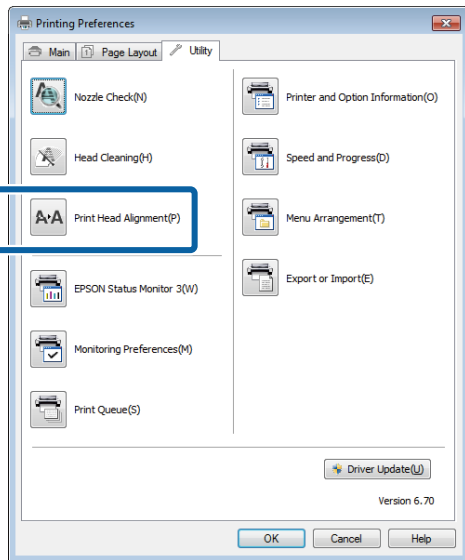 Printing Preferences
Main
Page Layout
Utility
Nozzle Check(N)
Head Cleaning(H)
Print Head Alignment(P)
EPSON Status Monitor 3(W)
Monitoring Preferences(M)
Print Queue(S)
Printer and Option Information(O)
Speed and Progress(D)
Menu Arrangement(T)
Export or Import(E)
Driver Update(U)
Version 6.70
OK
Cancel
Help